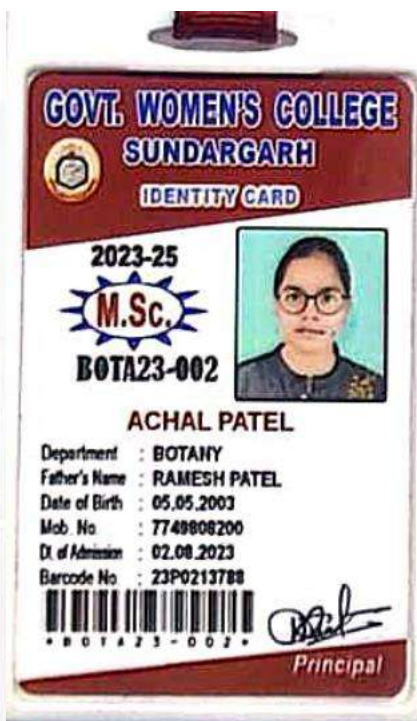 GOVT. WOMEN'S COLLEGE
SUNDARGARH
IDENTITY CARD
2023-25
M.Sc.
BOTA23-002
ACHAL PATEL
Department : BOTANY
Father's Name : RAMESH PATEL
Date of Birth : 05.05.2003
Mob. No. : 7749808200
Dt. of Admission : 02.08.2023
Barcode No : 23P0213788
*BOTA23-002*
Principal